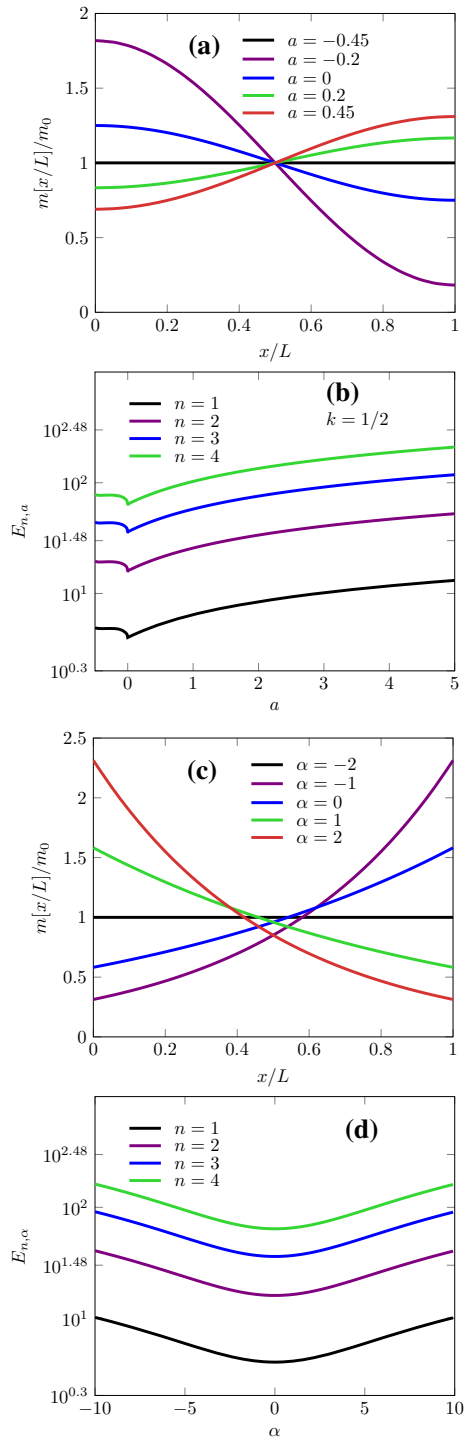 2
1.5
1
0.5
0
m[x/L]/m₀
(a)
a = −0.45
a = −0.2
a = 0
a = 0.2
a = 0.45
0 0.2 0.4 0.6 0.8 1
x/L
(b)
k = 1/2
n = 1
n = 2
n = 3
n = 4
10^2.48
10^2
10^1.48
10^1
10^0.3
E_{n,a}
0 1 2 3 4 5
a
2.5
2
1.5
1
0.5
0
m[x/L]/m₀
(c)
α = −2
α = −1
α = 0
α = 1
α = 2
0 0.2 0.4 0.6 0.8 1
x/L
(d)
n = 1
n = 2
n = 3
n = 4
10^2.48
10^2
10^1.48
10^1
10^0.3
E_{n,α}
−10 −5 0 5 10
α